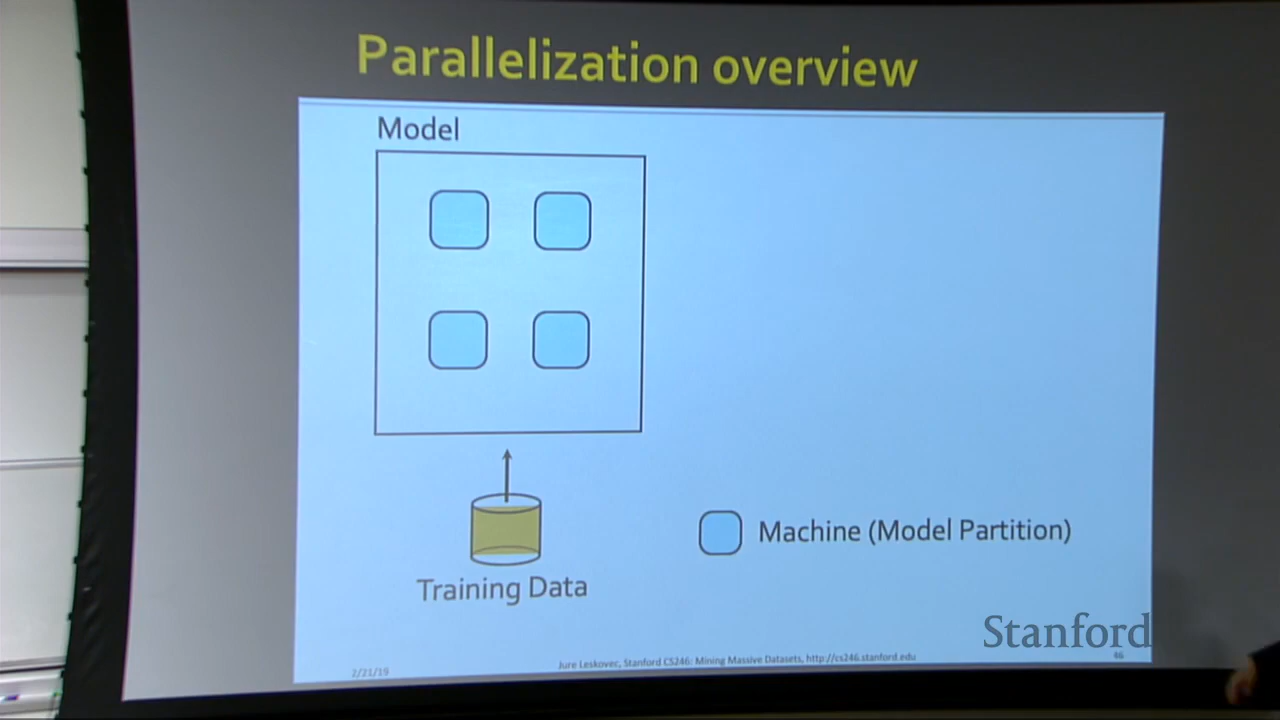 Parallelization overview
Model
Training Data
Machine (Model Partition)
Stanford
2/21/19
Jure Leskovec, Stanford CS246: Mining Massive Datasets, http://cs246.stanford.edu